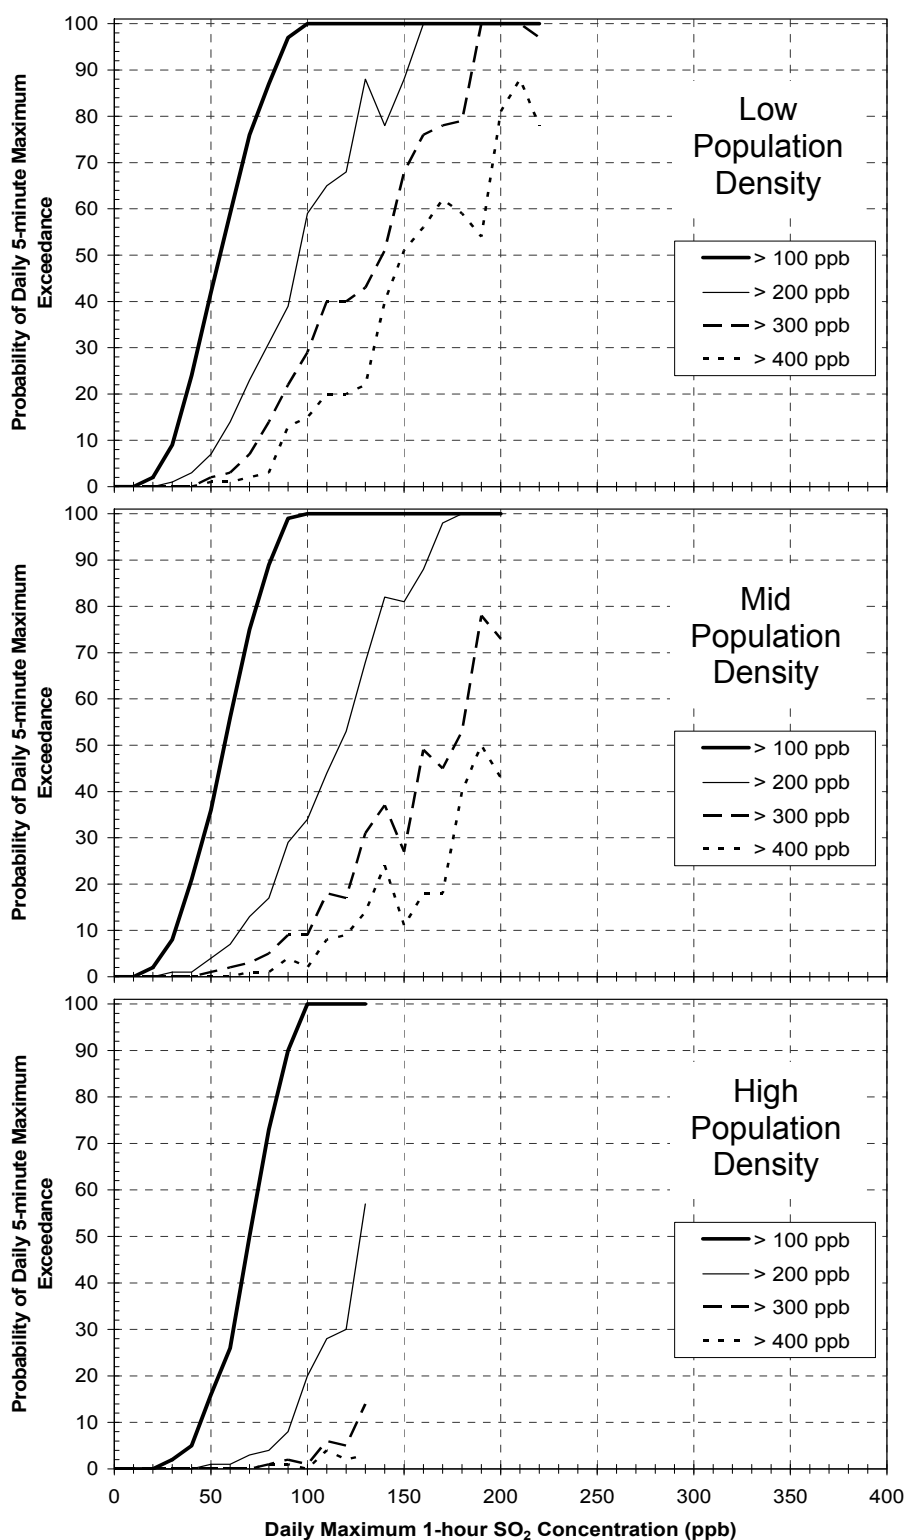 Probability of Daily 5-minute Maximum
Exceedance
100
90
80
70
60
50
40
30
20
10
0
Low
Population
Density
> 100 ppb
> 200 ppb
> 300 ppb
> 400 ppb
Probability of Daily 5-minute Maximum
Exceedance
100
90
80
70
60
50
40
30
20
10
0
Mid
Population
Density
> 100 ppb
> 200 ppb
> 300 ppb
> 400 ppb
Probability of Daily 5-minute Maximum
Exceedance
100
90
80
70
60
50
40
30
20
10
0
High
Population
Density
> 100 ppb
> 200 ppb
> 300 ppb
> 400 ppb
0 50 100 150 200 250 300 350 400
Daily Maximum 1-hour SO₂ Concentration (ppb)